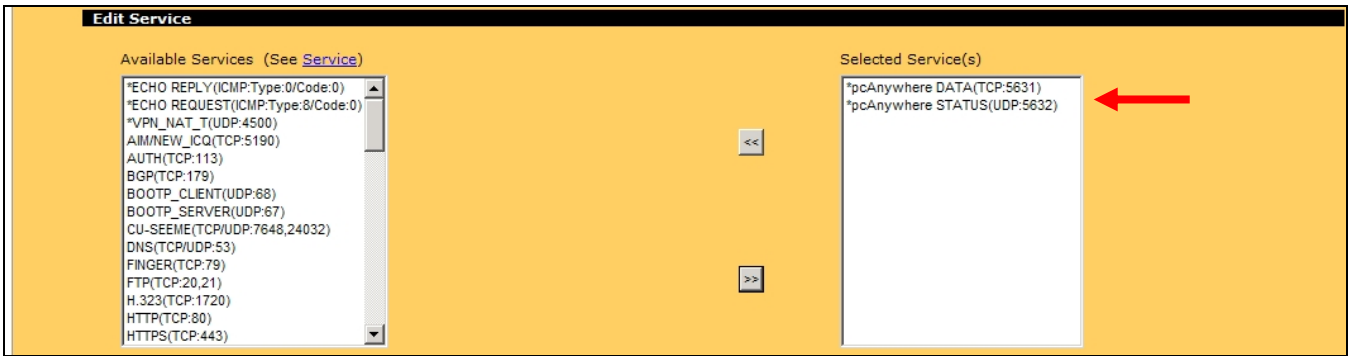 Edit Service
Available Services (See Service)
*ECHO REPLY(ICMP:Type:0/Code:0)
*ECHO REQUEST(ICMP:Type:8/Code:0)
*VPN_NAT_T(UDP:4500)
AIM/NEW_ICQ(TCP:5190)
AUTH(TCP:113)
BGP(TCP:179)
BOOTP_CLIENT(UDP:68)
BOOTP_SERVER(UDP:67)
CU-SEEME(TCP/UDP:7648,24032)
DNS(TCP/UDP:53)
FINGER(TCP:79)
FTP(TCP:20,21)
H.323(TCP:1720)
HTTP(TCP:80)
HTTPS(TCP:443)
<<
>>
Selected Service(s)
*pcAnywhere DATA(TCP:5631)
*pcAnywhere STATUS(UDP:5632)